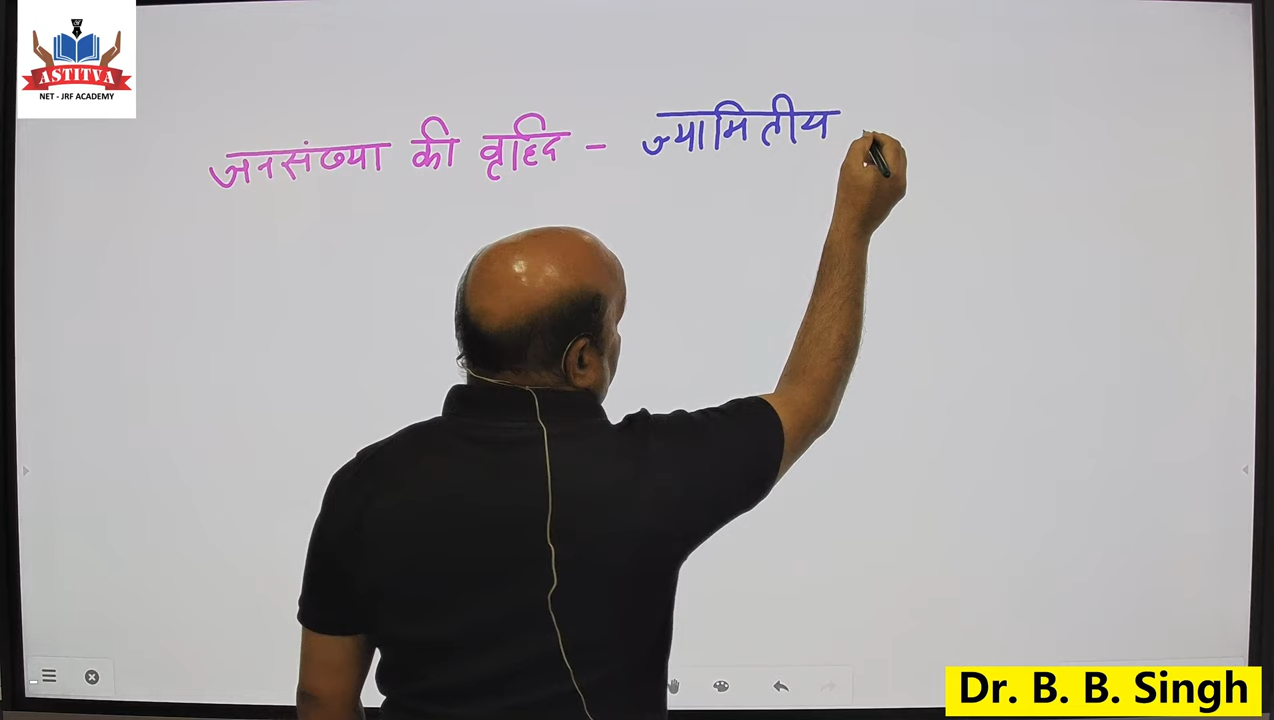 ASTITVA
NET - JRF ACADEMY
जनसंख्या की वृद्दि - ज्यामितीय
Dr. B. B. Singh